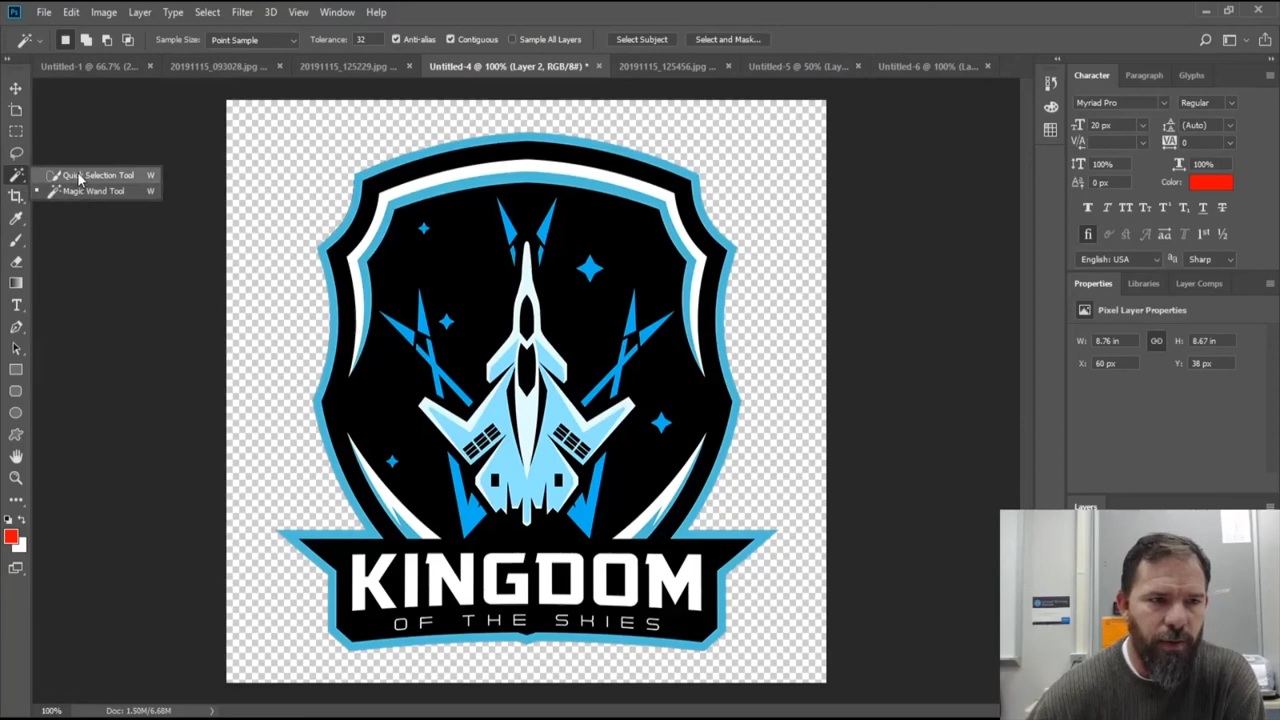 Ps File Edit Image Layer Type Select Filter 3D View Window Help
Sample Size: Point Sample Tolerance: 32 Anti-alias Contiguous Sample All Layers Select Subject Select and Mask...
Untitled-1 @ 66.7% (2... × 20191115_093028.jpg ... × 20191115_125229.jpg ... × Untitled-4 @ 100% (Layer 2, RGB/8#) * × 20191115_125456.jpg ... × Untitled-5 @ 50% (Lay... × Untitled-6 @ 100% (La... ×
Quick Selection Tool W
Magic Wand Tool W
KINGDOM
OF THE SKIES
Character Paragraph Glyphs
Myriad Pro Regular
20 px (Auto)
0
100% 100%
0 px Color:
English: USA Sharp
Properties Libraries Layer Comps
Pixel Layer Properties
W: 8.76 in H: 8.67 in
X: 60 px Y: 38 px
Layers
100% Doc: 1.50M/6.68M